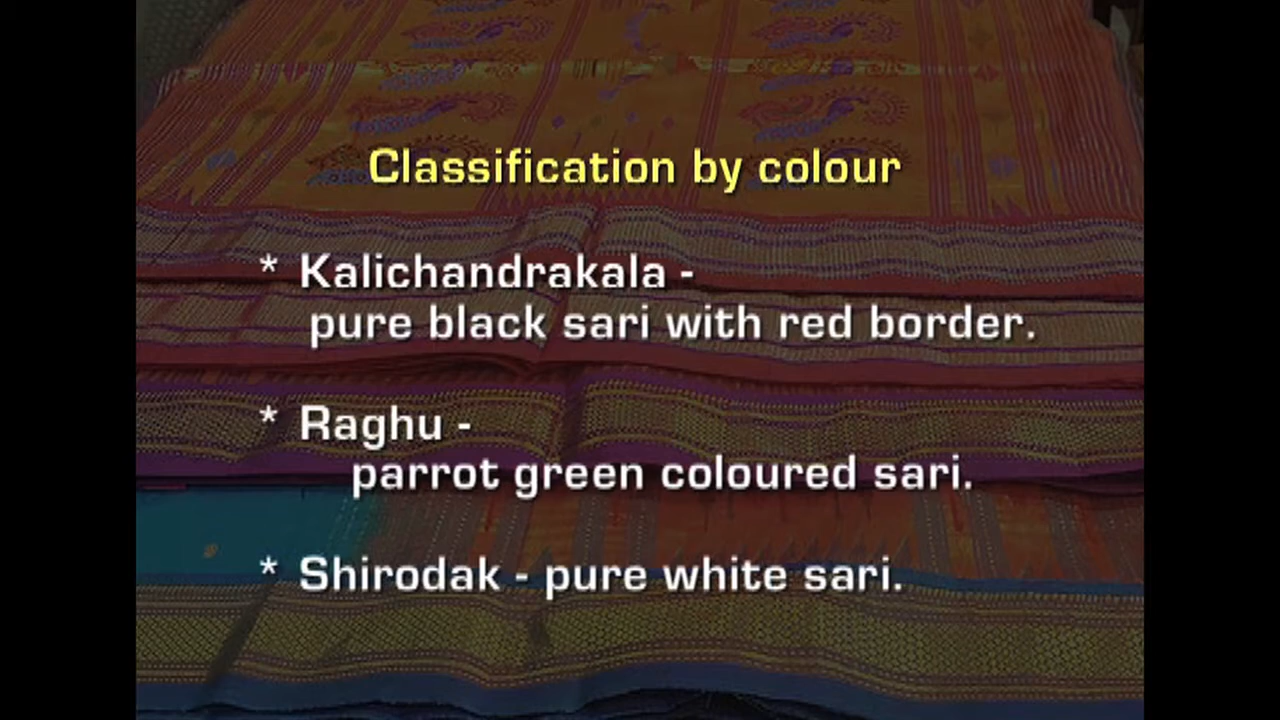 Classification by colour
* Kalichandrakala -
pure black sari with red border.
* Raghu -
parrot green coloured sari.
* Shirodak - pure white sari.